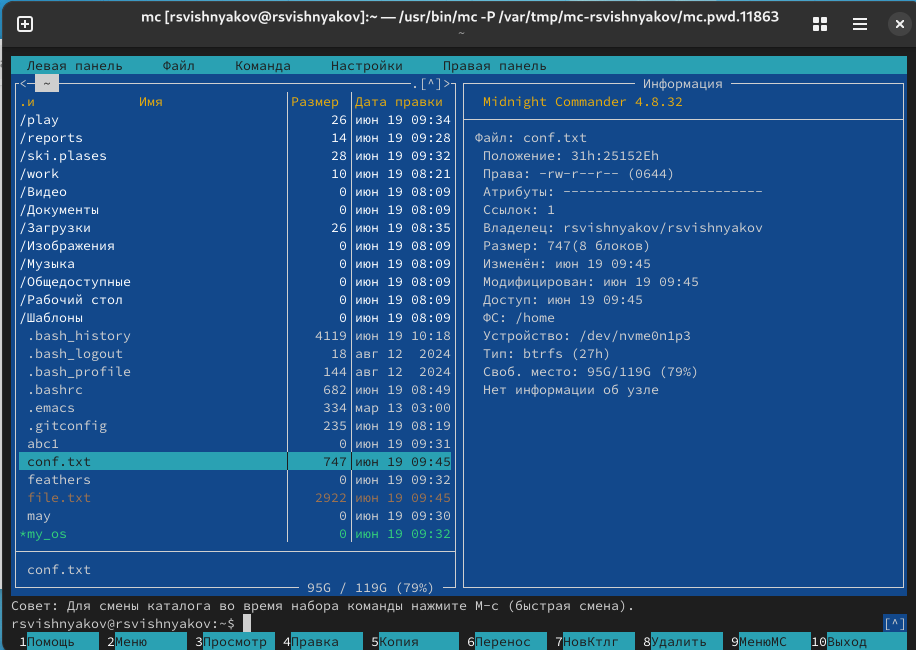 mc [rsvishnyakov@rsvishnyakov]:~ — /usr/bin/mc -P /var/tmp/mc-rsvishnyakov/mc.pwd.11863
~
Левая панель Файл Команда Настройки Правая панель
<─ ~ .[^]>
.и Имя Размер Дата правки
/play 26 июн 19 09:34
/reports 14 июн 19 09:28
/ski.plases 28 июн 19 09:32
/work 10 июн 19 08:21
/Видео 0 июн 19 08:09
/Документы 0 июн 19 08:09
/Загрузки 26 июн 19 08:35
/Изображения 0 июн 19 08:09
/Музыка 0 июн 19 08:09
/Общедоступные 0 июн 19 08:09
/Рабочий стол 0 июн 19 08:09
/Шаблоны 0 июн 19 08:09
.bash_history 4119 июн 19 10:18
.bash_logout 18 авг 12 2024
.bash_profile 144 авг 12 2024
.bashrc 682 июн 19 08:49
.emacs 334 мар 13 03:00
.gitconfig 235 июн 19 08:19
abc1 0 июн 19 09:31
conf.txt 747 июн 19 09:45
feathers 0 июн 19 09:32
file.txt 2922 июн 19 09:45
may 0 июн 19 09:30
*my_os 0 июн 19 09:32
conf.txt
95G / 119G (79%)
Информация
Midnight Commander 4.8.32
Файл: conf.txt
Положение: 31h:25152Eh
Права: -rw-r--r-- (0644)
Атрибуты: -------------------------
Ссылок: 1
Владелец: rsvishnyakov/rsvishnyakov
Размер: 747(8 блоков)
Изменён: июн 19 09:45
Модифицирован: июн 19 09:45
Доступ: июн 19 09:45
ФС: /home
Устройство: /dev/nvme0n1p3
Тип: btrfs (27h)
Своб. место: 95G/119G (79%)
Нет информации об узле
Совет: Для смены каталога во время набора команды нажмите M-c (быстрая смена).
rsvishnyakov@rsvishnyakov:~$ [^]
1Помощь 2Меню 3Просмотр 4Правка 5Копия 6Перенос 7НовКтлг 8Удалить 9МенюMC 10Выход